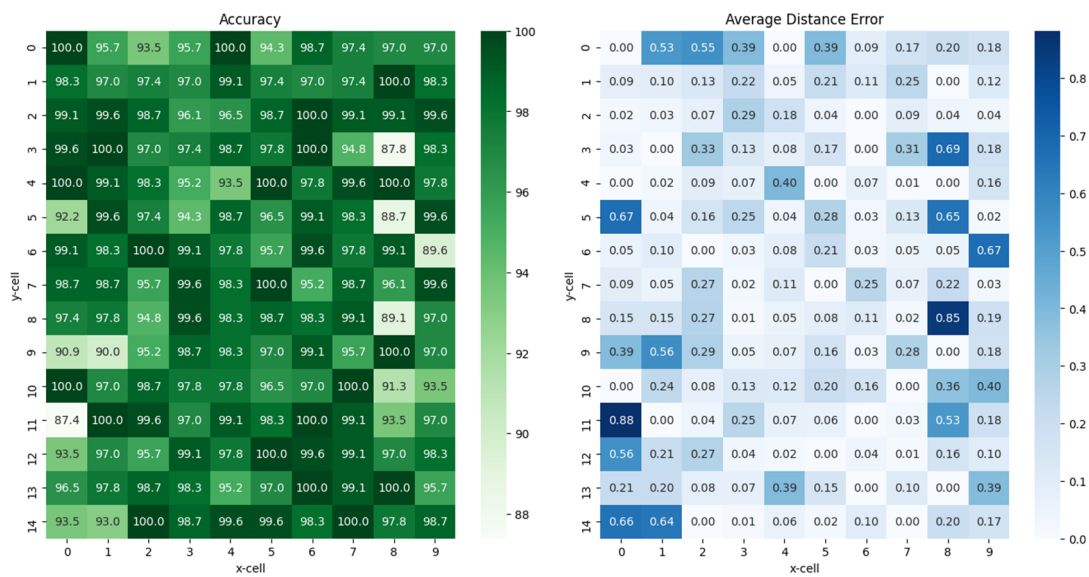 Accuracy
Average Distance Error
0 100.0 95.7 93.5 95.7 100.0 94.3 98.7 97.4 97.0 97.0
1 98.3 97.0 97.4 97.0 99.1 97.4 97.0 97.4 100.0 98.3
2 99.1 99.6 98.7 96.1 96.5 98.7 100.0 99.1 99.1 99.6
3 99.6 100.0 97.0 97.4 98.7 97.8 100.0 94.8 87.8 98.3
4 100.0 99.1 98.3 95.2 93.5 100.0 97.8 99.6 100.0 97.8
5 92.2 99.6 97.4 94.3 98.7 96.5 99.1 98.3 88.7 99.6
6 99.1 98.3 100.0 99.1 97.8 95.7 99.6 97.8 99.1 89.6
7 98.7 98.7 95.7 99.6 98.3 100.0 95.2 98.7 96.1 99.6
8 97.4 97.8 94.8 99.6 98.3 98.7 98.3 99.1 89.1 97.0
9 90.9 90.0 95.2 98.7 98.3 97.0 99.1 95.7 100.0 97.0
10 100.0 97.0 98.7 97.8 97.8 96.5 97.0 100.0 91.3 93.5
11 87.4 100.0 99.6 97.0 99.1 98.3 100.0 99.1 93.5 97.0
12 93.5 97.0 95.7 99.1 97.8 100.0 99.6 99.1 97.0 98.3
13 96.5 97.8 98.7 98.3 95.2 97.0 100.0 99.1 100.0 95.7
14 93.5 93.0 100.0 98.7 99.6 99.6 98.3 100.0 97.8 98.7
0 1 2 3 4 5 6 7 8 9
x-cell
y-cell
100
98
96
94
92
90
88
0 0.00 0.53 0.55 0.39 0.00 0.39 0.09 0.17 0.20 0.18
1 0.09 0.10 0.13 0.22 0.05 0.21 0.11 0.25 0.00 0.12
2 0.02 0.03 0.07 0.29 0.18 0.04 0.00 0.09 0.04 0.04
3 0.03 0.00 0.33 0.13 0.08 0.17 0.00 0.31 0.69 0.18
4 0.00 0.02 0.09 0.07 0.40 0.00 0.07 0.01 0.00 0.16
5 0.67 0.04 0.16 0.25 0.04 0.28 0.03 0.13 0.65 0.02
6 0.05 0.10 0.00 0.03 0.08 0.21 0.03 0.05 0.05 0.67
7 0.09 0.05 0.27 0.02 0.11 0.00 0.25 0.07 0.22 0.03
8 0.15 0.15 0.27 0.01 0.05 0.08 0.11 0.02 0.85 0.19
9 0.39 0.56 0.29 0.05 0.07 0.16 0.03 0.28 0.00 0.18
10 0.00 0.24 0.08 0.13 0.12 0.20 0.16 0.00 0.36 0.40
11 0.88 0.00 0.04 0.25 0.07 0.06 0.00 0.03 0.53 0.18
12 0.56 0.21 0.27 0.04 0.02 0.00 0.00 0.04 0.16 0.10
13 0.21 0.20 0.08 0.07 0.39 0.15 0.00 0.10 0.00 0.39
14 0.66 0.64 0.00 0.01 0.06 0.02 0.10 0.00 0.20 0.17
0 1 2 3 4 5 6 7 8 9
x-cell
y-cell
0.8
0.7
0.6
0.5
0.4
0.3
0.2
0.1
0.0